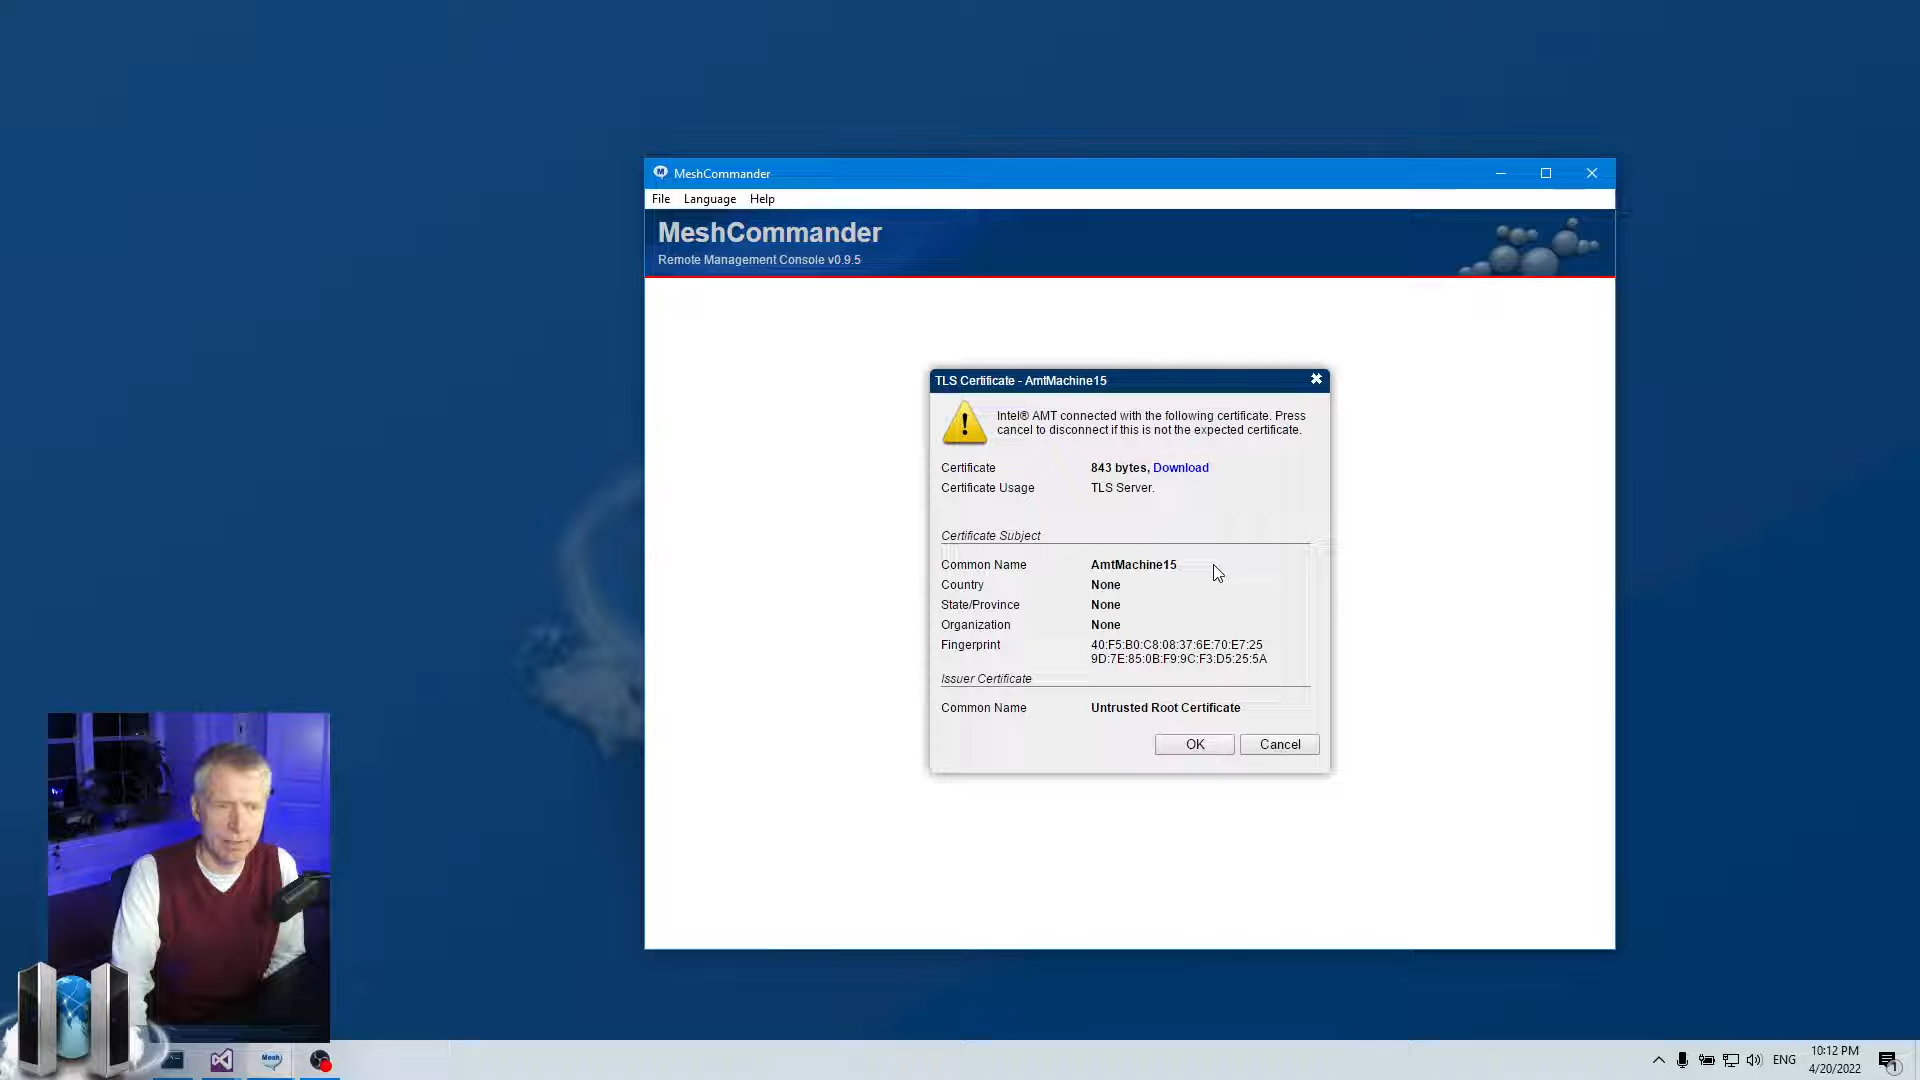 MeshCommander
File Language Help
MeshCommander
Remote Management Console v0.9.5
TLS Certificate - AmtMachine15
Intel® AMT connected with the following certificate. Press
cancel to disconnect if this is not the expected certificate.
Certificate 843 bytes, Download
Certificate Usage TLS Server.
Certificate Subject
Common Name AmtMachine15
Country None
State/Province None
Organization None
Fingerprint 40:F5:B0:C8:08:37:6E:70:E7:25
9D:7E:85:0B:F9:9C:F3:D5:25:5A
Issuer Certificate
Common Name Untrusted Root Certificate
OK Cancel
Mesh
ENG
10:12 PM
4/20/2022
1